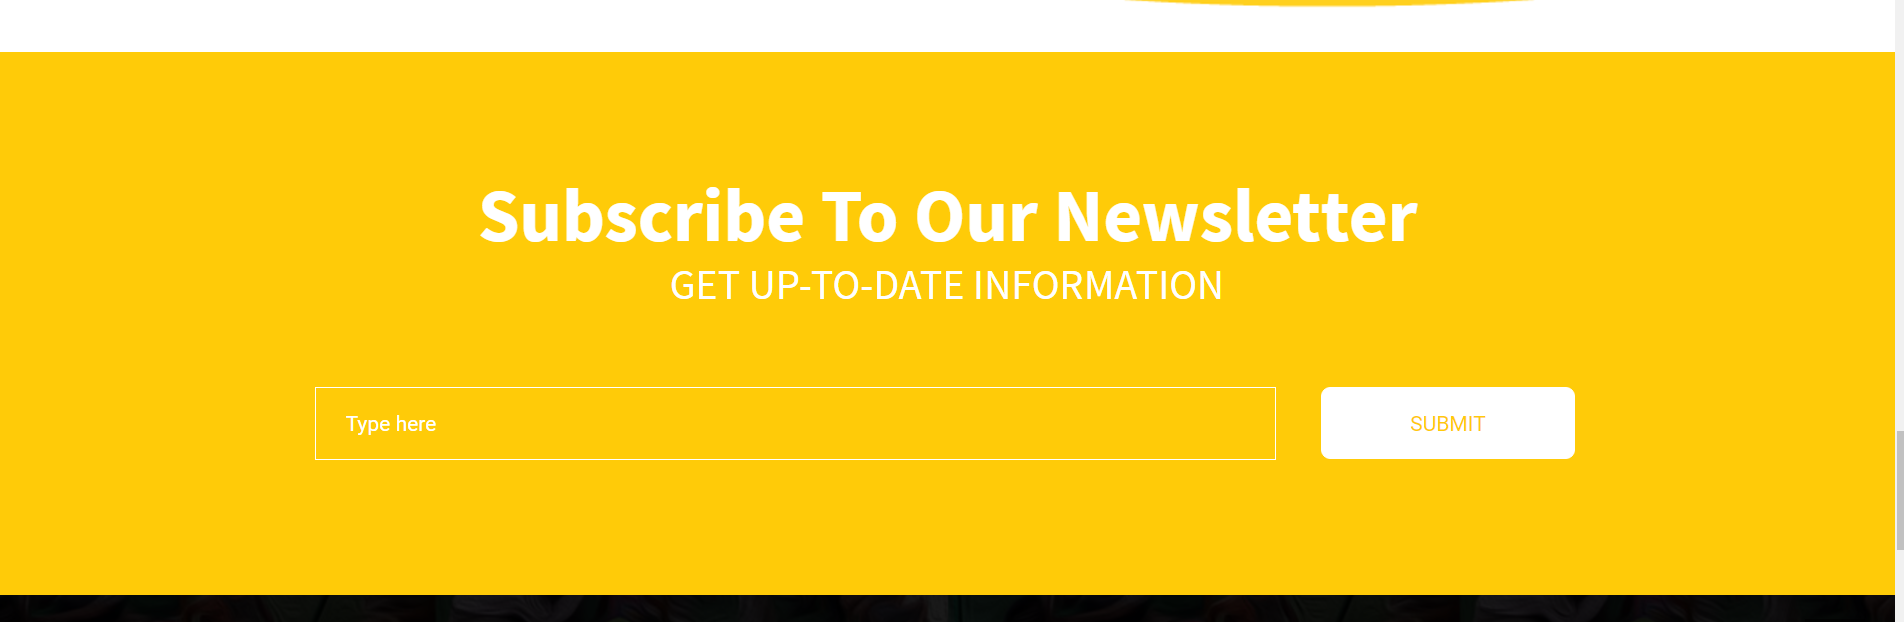 Subscribe To Our Newsletter
GET UP-TO-DATE INFORMATION
Type here
SUBMIT